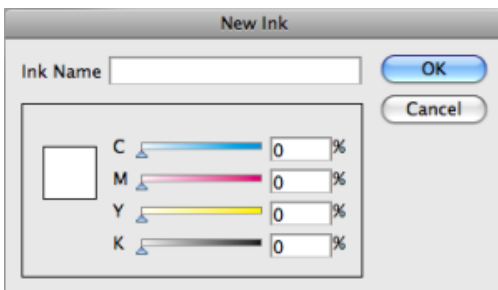 New Ink
Ink Name
OK
Cancel
C 0 %
M 0 %
Y 0 %
K 0 %